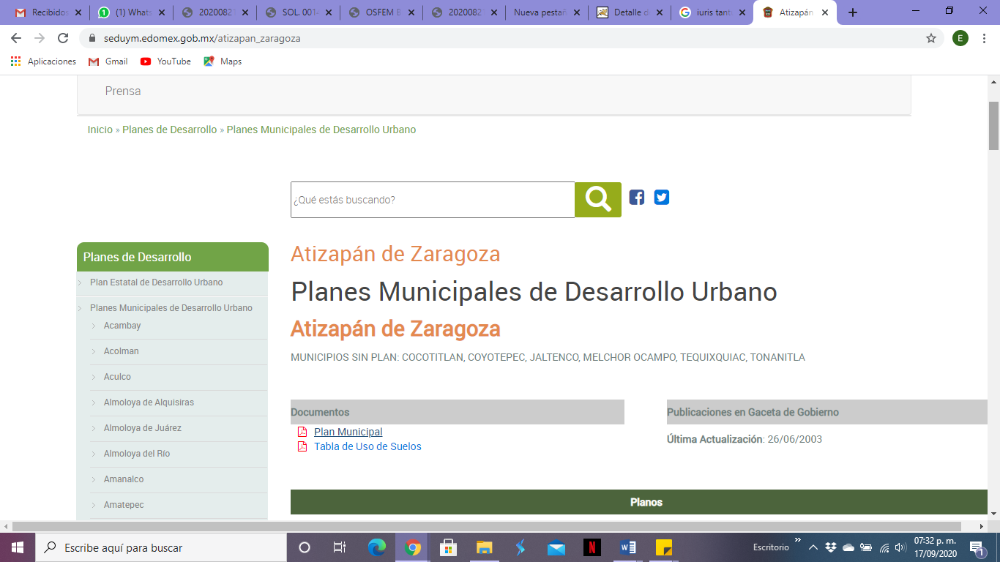 Recibidos
(1) Whats
2020082
SOL. 001
OSFEM E
2020082
Nueva pestañ
Detalle d
iuris tant
Atizapán
seduym.edomex.gob.mx/atizapan_zaragoza
E
Aplicaciones
Gmail
YouTube
Maps
Prensa
Inicio » Planes de Desarrollo » Planes Municipales de Desarrollo Urbano
¿Qué estás buscando?
Planes de Desarrollo
Plan Estatal de Desarrollo Urbano
Planes Municipales de Desarrollo Urbano
Acambay
Acolman
Aculco
Almoloya de Alquisiras
Almoloya de Juárez
Almoloya del Río
Amanalco
Amatepec
Atizapán de Zaragoza
Planes Municipales de Desarrollo Urbano
Atizapán de Zaragoza
MUNICIPIOS SIN PLAN: COCOTITLAN, COYOTEPEC, JALTENCO, MELCHOR OCAMPO, TEQUIXQUIAC, TONANITLA
Documentos
Plan Municipal
Tabla de Uso de Suelos
Publicaciones en Gaceta de Gobierno
Última Actualización: 26/06/2003
Planos
Escribe aquí para buscar
Escritorio
07:32 p. m.
17/09/2020
1